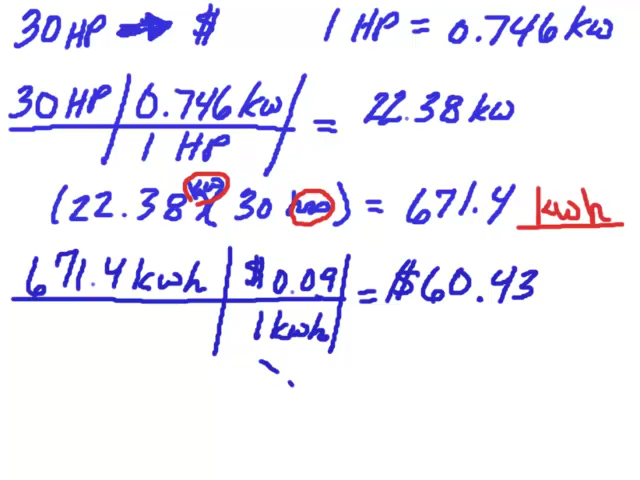 30 HP → $ 1 HP = 0.746 kw
30 HP | 0.746 kw | = 22.38 kw
1 HP
(22.38 kw)( 30 ) = 671.4 kwh
671.4 kwh | $0.09 | = $60.43
1 kwh